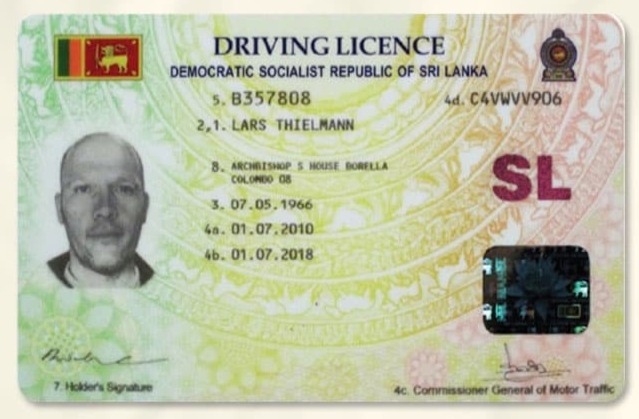 DRIVING LICENCE
DEMOCRATIC SOCIALIST REPUBLIC OF SRI LANKA
5. B357808 4d. C4VWVV906
2,1. LARS THIELMANN
8. ARCHBISHOP S HOUSE BORELLA
COLOMBO 08
3. 07.05.1966
4a. 01.07.2010
4b. 01.07.2018
SL
7. Holder's Signature
4c. Commissioner General of Motor Traffic